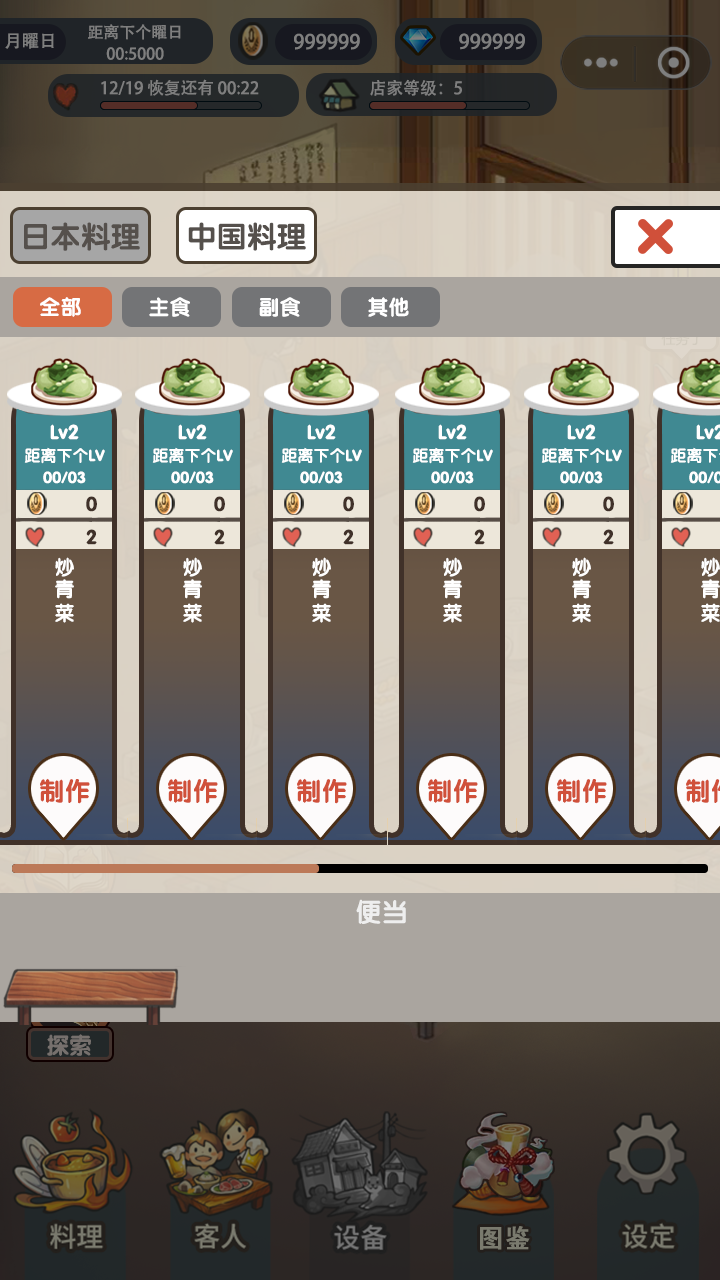 月曜日
距离下个曜日
00:5000
999999
999999
12/19 恢复还有 00:22
店家等级：5
日本料理
中国料理
全部
主食
副食
其他
Lv2
距离下个LV
00/03
0
2
炒青菜
制作
Lv2
距离下个LV
00/03
0
2
炒青菜
制作
Lv2
距离下个LV
00/03
0
2
炒青菜
制作
Lv2
距离下个LV
00/03
0
2
炒青菜
制作
Lv2
距离下个LV
00/03
0
2
炒青菜
制作
便当
探索
料理
客人
设备
图鉴
设定